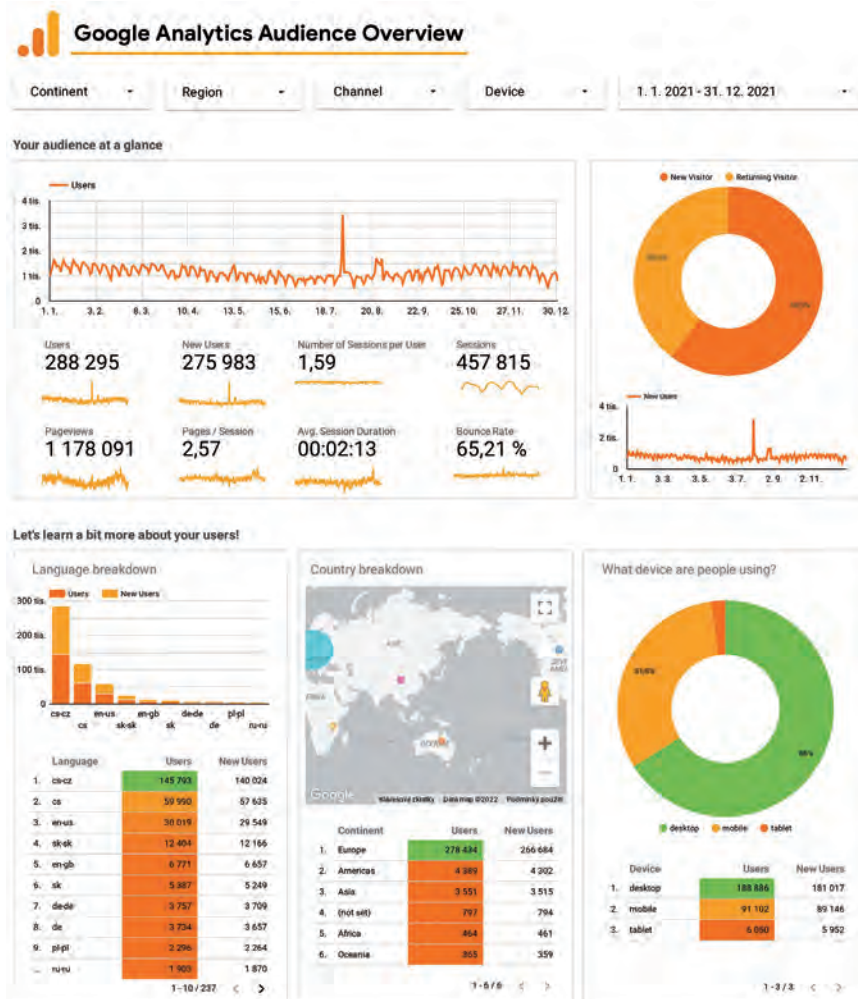 Google Analytics Audience Overview
Continent Region Channel Device 1. 1. 2021 - 31. 12. 2021
Your audience at a glance
Users
4 tis.
3 tis.
2 tis.
1 tis.
0
1. 1. 3. 2. 8. 3. 10. 4. 13. 5. 15. 6. 18. 7. 20. 8. 22. 9. 25. 10. 27. 11. 30. 12.
New Visitor Returning Visitor
Users New Users Number of Sessions per User Sessions
288 295 275 983 1,59 457 815
Pageviews Pages / Session Avg. Session Duration Bounce Rate
1 178 091 2,57 00:02:13 65,21 %
New Users
4 tis.
2 tis.
0
1. 1. 3. 3. 3. 5. 3. 7. 2. 9. 2. 11.
Let's learn a bit more about your users!
Language breakdown
Users New Users
300 tis.
200 tis.
100 tis.
0
cs-cz en-us en-gb de-de pl-pl
cs sk-sk sk de ru-ru
Language Users New Users
1. cs-cz 145 793 140 024
2. cs 59 990 57 635
3. en-us 30 019 29 549
4. sk-sk 12 404 12 166
5. en-gb 6 771 6 657
6. sk 5 387 5 249
7. de-de 3 757 3 709
8. de 3 734 3 657
9. pl-pl 2 296 2 264
... ru-ru 1 905 1 870
1-10 / 237 < >
Country breakdown
+
−
Google Klávesové zkratky Data map ©2022 Podmínky použití
Continent Users New Users
1. Europe 278 434 266 684
2. Americas 4 389 4 302
3. Asia 3 551 3 515
4. (not set) 797 794
5. Africa 464 461
6. Oceania 365 359
1-6 / 6 < >
What device are people using?
desktop mobile tablet
Device Users New Users
1. desktop 188 886 181 017
2. mobile 91 102 89 146
3. tablet 6 050 5 952
1-3 / 3 < >